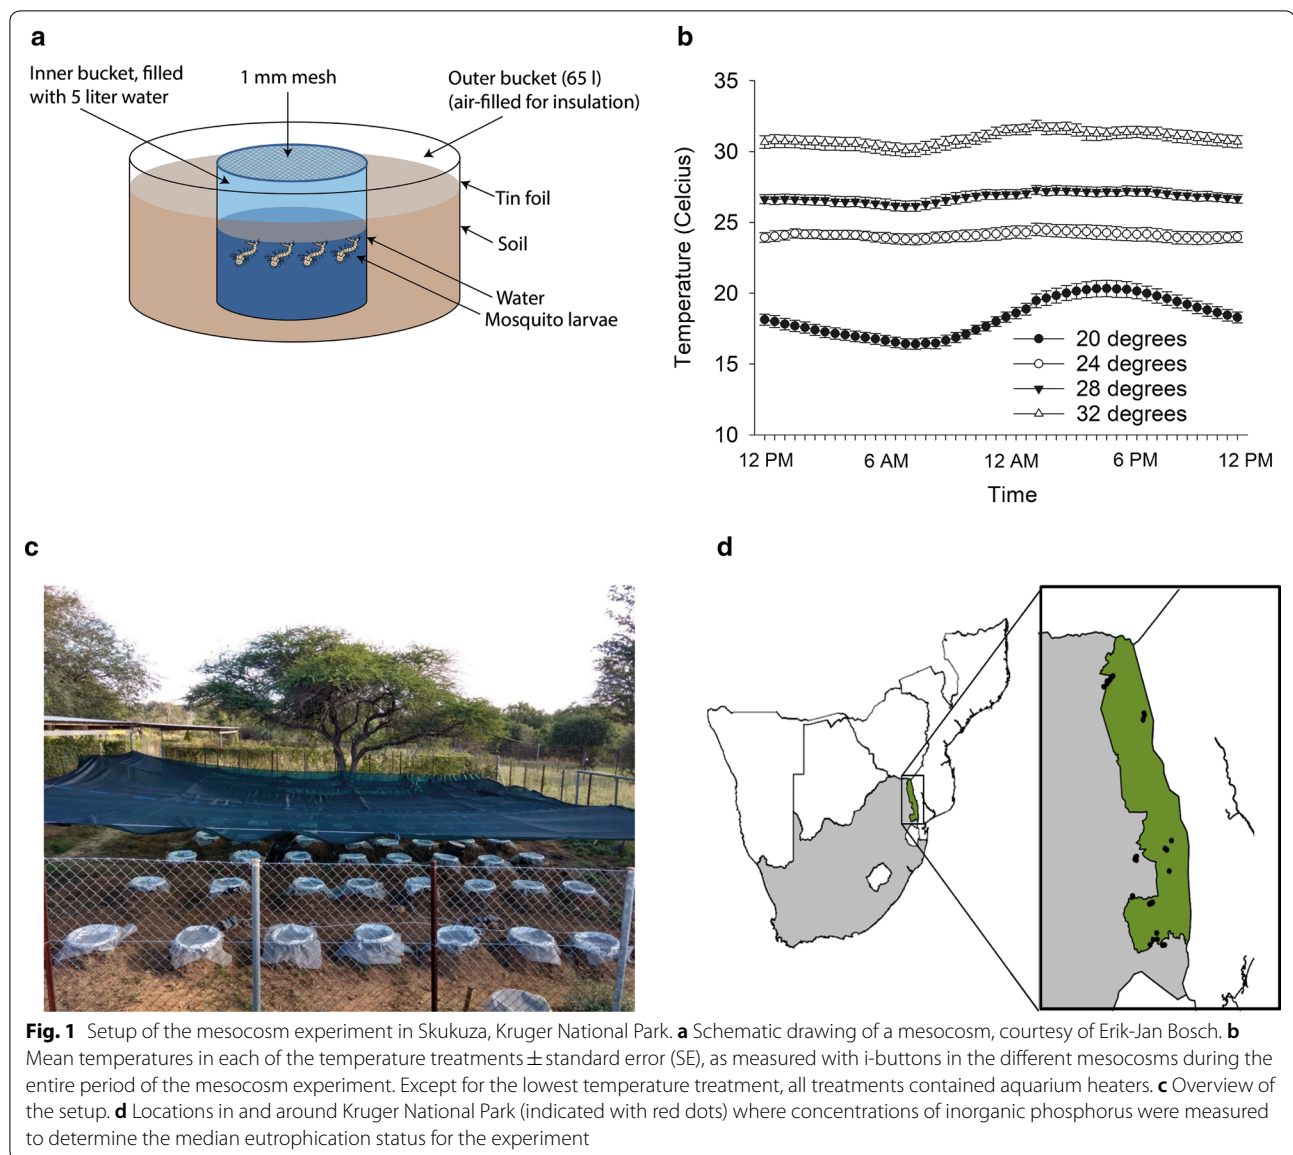 a
Inner bucket, filled
with 5 liter water
1 mm mesh
Outer bucket (65 l)
(air-filled for insulation)
Tin foil
Soil
Water
Mosquito larvae
b
Temperature (Celcius)
35
30
25
20
15
10
20 degrees
24 degrees
28 degrees
32 degrees
12 PM 6 AM 12 AM 6 PM 12 PM
Time
c
d
Fig. 1 Setup of the mesocosm experiment in Skukuza, Kruger National Park. a Schematic drawing of a mesocosm, courtesy of Erik-Jan Bosch. b
Mean temperatures in each of the temperature treatments ± standard error (SE), as measured with i-buttons in the different mesocosms during the
entire period of the mesocosm experiment. Except for the lowest temperature treatment, all treatments contained aquarium heaters. c Overview of
the setup. d Locations in and around Kruger National Park (indicated with red dots) where concentrations of inorganic phosphorus were measured
to determine the median eutrophication status for the experiment